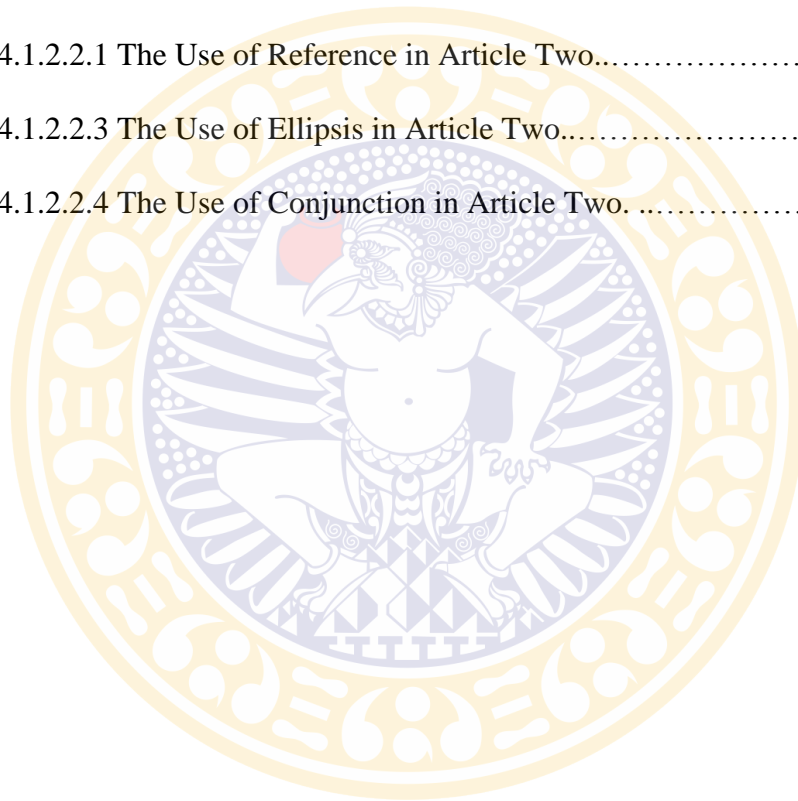 4.1.2.2.1 The Use of Reference in Article Two..………………
4.1.2.2.3 The Use of Ellipsis in Article Two..…………………
4.1.2.2.4 The Use of Conjunction in Article Two. ..……………